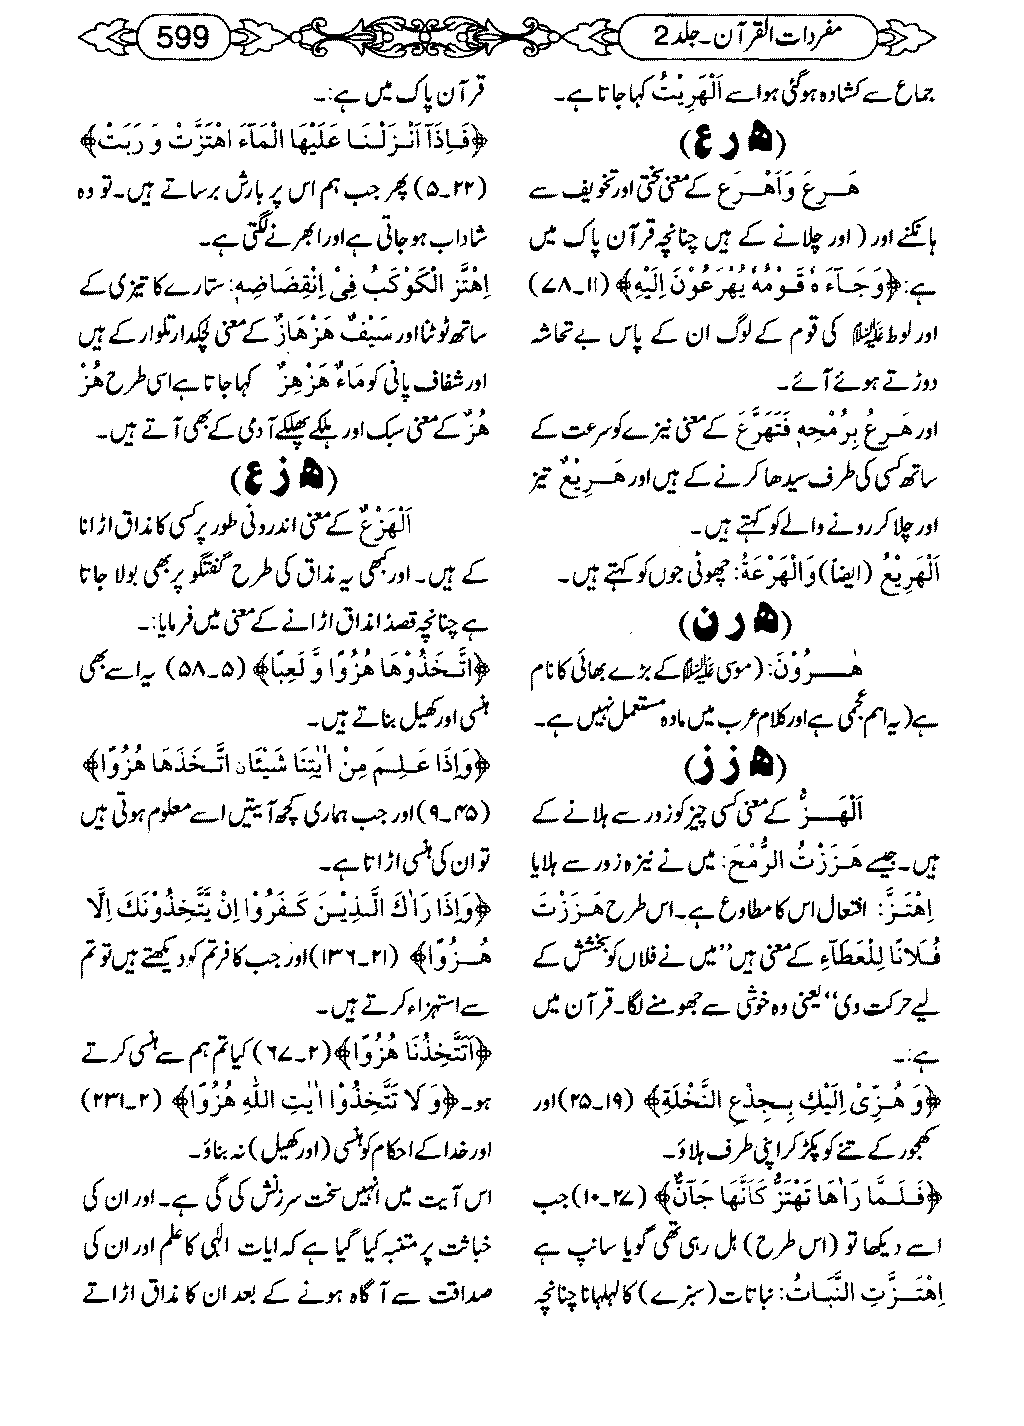 مفردات القرآن۔جلد 2
599
جماع سے کشادہ ہوگئی ہو اسے اَلْهَرِيْتُ کہا جاتا ہے۔
(ھ ر ع)
هَرِعَ وَاَهْرَعَ کے معنی سختی اور تخویف سے
ہانکنے اور (اور چلانے کے ہیں چنانچہ قرآن پاک میں
ہے:﴿وَجَآءَهٗ قَوْمُهٗ يُهْرَعُوْنَ اِلَيْهِ﴾ (۱۱۔۷۸)
اور لوط علیہ السلام کی قوم کے لوگ ان کے پاس بے تحاشہ
دوڑتے ہوئے آئے۔
اور هَرِعَ بِرُمْحِهٖ فَتَهَرَّعَ کے معنی نیزے کو سرعت کے
ساتھ کسی کی طرف سیدھا کرنے کے ہیں اور هَرِيْعٌ تیز
اور چلا کر رونے والے کو کہتے ہیں۔
اَلْهَرِيْعُ (ایضاً) وَالْهَرْعَةُ: چھوٹی جوں کو کہتے ہیں۔
(ھ ر ن)
هٰرُوْنَ: (موسی علیہ السلام کے بڑے بھائی کا نام
ہے) یہ اسم عجمی ہے اور کلام عرب میں مادہ مستعمل نہیں ہے۔
(ھ ز ز)
اَلْهَزُّ کے معنی کسی چیز کو زور سے ہلانے کے
ہیں۔ جیسے هَزَزْتُ الرُّمْحَ: میں نے نیزہ زور سے ہلایا
اِهْتَزَّ: افتعال اس کا مطاوع ہے۔ اس طرح هَزَزْتُ
فُلَانًا لِلْعَطَآءِ کے معنی ہیں ’’میں نے فلاں کو بخشش کے
لیے حرکت دی‘‘ یعنی وہ خوشی سے جھومنے لگا۔ قرآن میں
ہے:۔
﴿وَهُزِّیْٓ اِلَيْكِ بِجِذْعِ النَّخْلَةِ﴾ (۱۹۔۲۵) اور
کھجور کے تنے کو پکڑ کر اپنی طرف ہلاؤ۔
﴿فَلَمَّا رَاٰهَا تَهْتَزُّ كَاَنَّهَا جَآنٌّ﴾ (۲۷۔۱۰) جب
اسے دیکھا تو (اس طرح) ہل رہی تھی گویا سانپ ہے
اِهْتَزَّتِ النَّبَاتُ: نباتات (سبزے) کا لہلہانا چنانچہ
قرآن پاک میں ہے:۔
﴿فَاِذَآ اَنْزَلْنَا عَلَيْهَا الْمَآءَ اهْتَزَّتْ وَ رَبَتْ﴾
(۲۲۔۵) پھر جب ہم اس پر بارش برساتے ہیں۔ تو وہ
شاداب ہو جاتی ہے اور ابھرنے لگتی ہے۔
اِهْتَزَّ الْكَوْكَبُ فِیْ اِنْقِضَاضِهٖ: ستارے کا تیزی کے
ساتھ ٹوٹنا اور سَيْفٌ هَزْهَازٌ کے معنی لچکدار تلوار کے ہیں
اور شفاف پانی کو مَاءٌ هَزْهِزٌ کہا جاتا ہے اسی طرح هُزْ
هُزٌ کے معنی سبک اور ہلکے پھلکے آدمی کے بھی آتے ہیں۔
(ھ ز ع)
اَلْهَزْعُ کے معنی اندرونی طور پر کسی کا مذاق اڑانا
کے ہیں۔ اور کبھی یہ مذاق کی طرح گفتگو پر بھی بولا جاتا
ہے چنانچہ قصدًا مذاق اڑانے کے معنی میں فرمایا:۔
﴿اتَّخَذُوْهَا هُزُوًا وَّ لَعِبًا﴾ (۵۔۵۸) یہ اسے بھی
ہنسی اور کھیل بناتے ہیں۔
﴿وَاِذَا عَلِمَ مِنْ اٰيٰتِنَا شَيْئَانِ اتَّخَذَهَا هُزُوًا﴾
(۴۵۔۹) اور جب ہماری کچھ آیتیں اسے معلوم ہوتی ہیں
تو ان کی ہنسی اڑاتا ہے۔
﴿وَاِذَا رَاٰكَ الَّذِيْنَ كَفَرُوْا اِنْ يَّتَّخِذُوْنَكَ اِلَّا
هُزُوًا﴾ (۲۱۔۱۳۶) اور جب کافر تم کو دیکھتے ہیں تو تم
سے استہزاء کرتے ہیں۔
﴿اَتَتَّخِذُنَا هُزُوًا﴾ (۲۔۶۷) کیا تم ہم سے ہنسی کرتے
ہو۔﴿وَلَا تَتَّخِذُوْا اٰيٰتِ اللّٰهِ هُزُوًا﴾ (۲۔۲۳۱)
اور خدا کے احکام کو ہنسی (اور کھیل) نہ بناؤ۔
اس آیت میں انہیں سخت سرزنش کی گی ہے۔ اور ان کی
خباثت پر متنبہ کیا گیا ہے کہ ایات الٰہی کا علم اور ان کی
صداقت سے آگاہ ہونے کے بعد ان کا مذاق اڑاتے